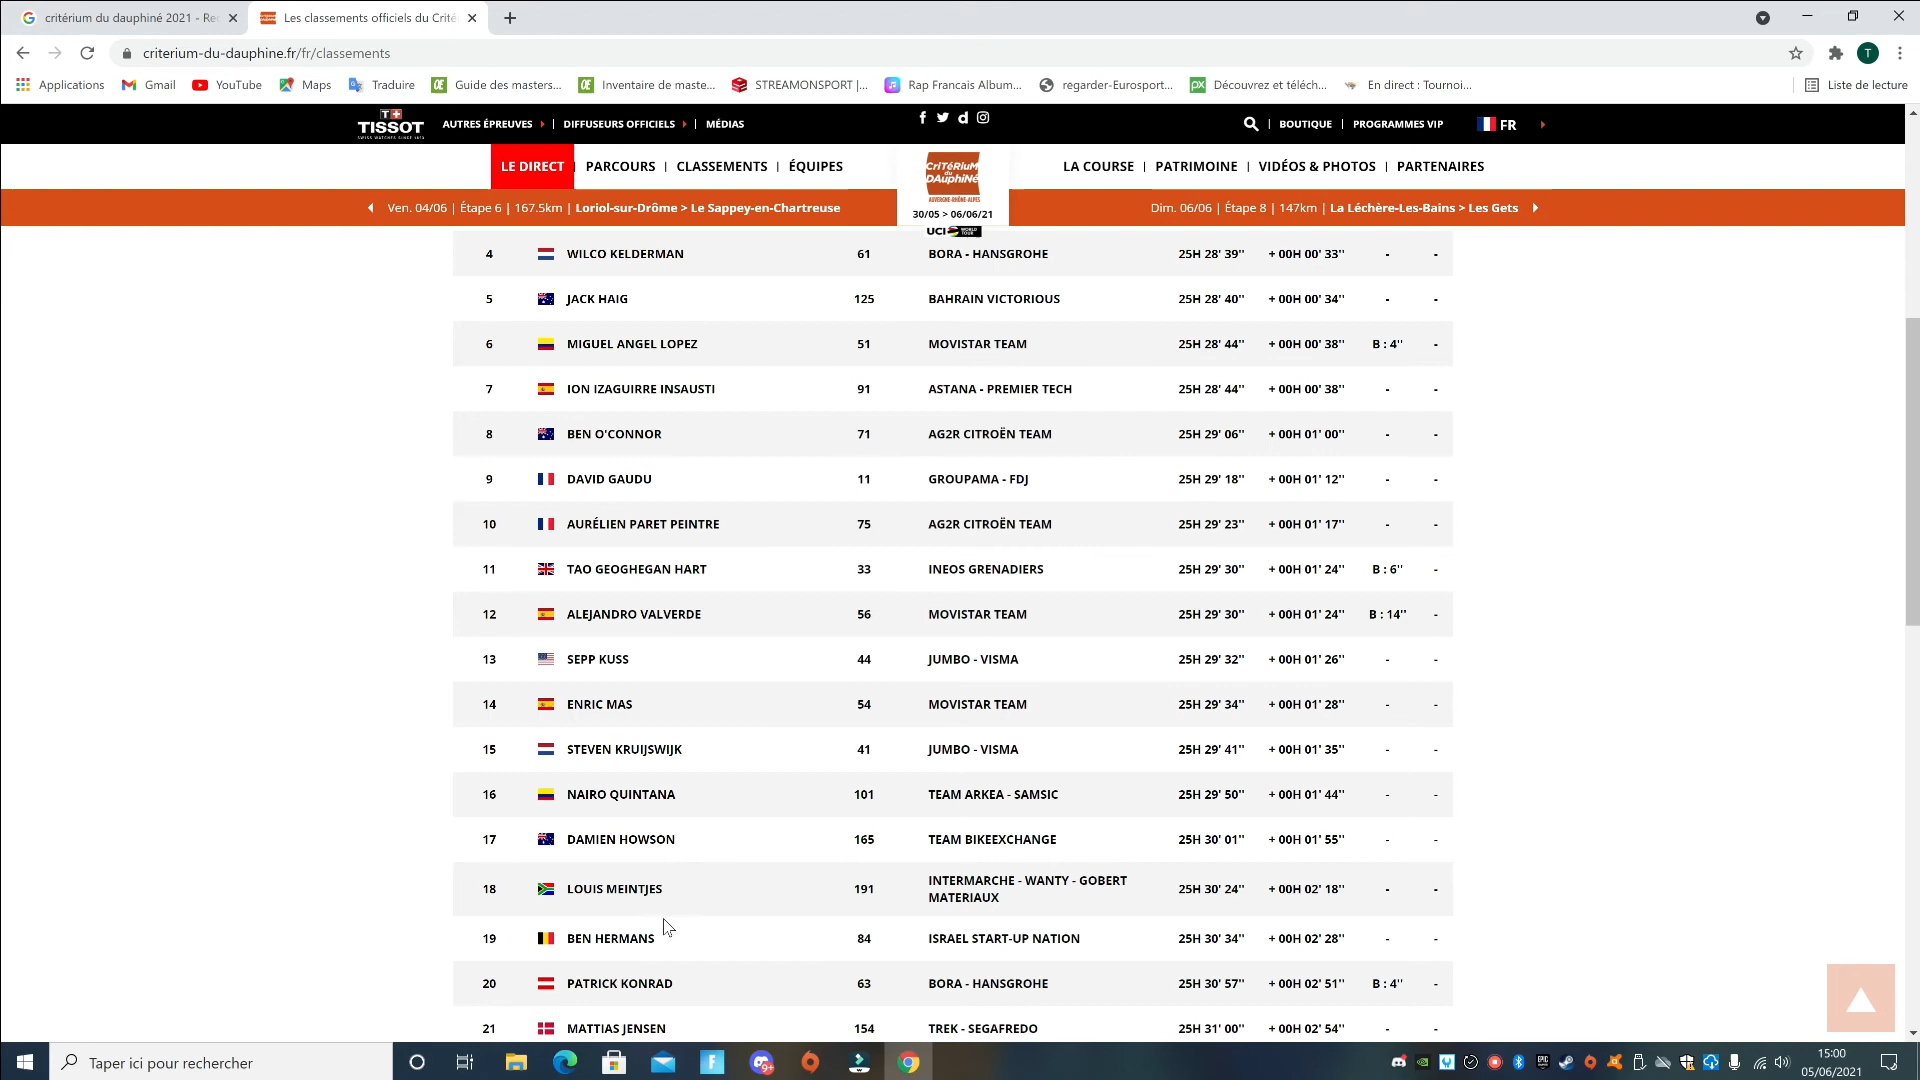 critérium du dauphiné 2021 - Rec
Les classements officiels du Crité
criterium-du-dauphine.fr/fr/classements
T
Applications
Gmail
YouTube
Maps
Traduire
Guide des masters...
Inventaire de maste...
STREAMONSPORT |...
Rap Francais Album...
regarder-Eurosport...
Découvrez et téléch...
En direct : Tournoi...
Liste de lecture
TISSOT
AUTRES ÉPREUVES | DIFFUSEURS OFFICIELS | MÉDIAS
| BOUTIQUE | PROGRAMMES VIP
FR
LE DIRECT | PARCOURS | CLASSEMENTS | ÉQUIPES
CRITÉRIUM DU DAUPHINÉ
AUVERGNE-RHÔNE-ALPES
LA COURSE | PATRIMOINE | VIDÉOS & PHOTOS | PARTENAIRES
Ven. 04/06 | Étape 6 | 167.5km | Loriol-sur-Drôme > Le Sappey-en-Chartreuse
30/05 > 06/06/21
Dim. 06/06 | Étape 8 | 147km | La Léchère-Les-Bains > Les Gets
UCI WORLD TOUR
4 WILCO KELDERMAN 61 BORA - HANSGROHE 25H 28' 39'' + 00H 00' 33'' - -
5 JACK HAIG 125 BAHRAIN VICTORIOUS 25H 28' 40'' + 00H 00' 34'' - -
6 MIGUEL ANGEL LOPEZ 51 MOVISTAR TEAM 25H 28' 44'' + 00H 00' 38'' B : 4'' -
7 ION IZAGUIRRE INSAUSTI 91 ASTANA - PREMIER TECH 25H 28' 44'' + 00H 00' 38'' - -
8 BEN O'CONNOR 71 AG2R CITROËN TEAM 25H 29' 06'' + 00H 01' 00'' - -
9 DAVID GAUDU 11 GROUPAMA - FDJ 25H 29' 18'' + 00H 01' 12'' - -
10 AURÉLIEN PARET PEINTRE 75 AG2R CITROËN TEAM 25H 29' 23'' + 00H 01' 17'' - -
11 TAO GEOGHEGAN HART 33 INEOS GRENADIERS 25H 29' 30'' + 00H 01' 24'' B : 6'' -
12 ALEJANDRO VALVERDE 56 MOVISTAR TEAM 25H 29' 30'' + 00H 01' 24'' B : 14'' -
13 SEPP KUSS 44 JUMBO - VISMA 25H 29' 32'' + 00H 01' 26'' - -
14 ENRIC MAS 54 MOVISTAR TEAM 25H 29' 34'' + 00H 01' 28'' - -
15 STEVEN KRUIJSWIJK 41 JUMBO - VISMA 25H 29' 41'' + 00H 01' 35'' - -
16 NAIRO QUINTANA 101 TEAM ARKEA - SAMSIC 25H 29' 50'' + 00H 01' 44'' - -
17 DAMIEN HOWSON 165 TEAM BIKEEXCHANGE 25H 30' 01'' + 00H 01' 55'' - -
18 LOUIS MEINTJES 191 INTERMARCHE - WANTY - GOBERT
MATERIAUX 25H 30' 24'' + 00H 02' 18'' - -
19 BEN HERMANS 84 ISRAEL START-UP NATION 25H 30' 34'' + 00H 02' 28'' - -
20 PATRICK KONRAD 63 BORA - HANSGROHE 25H 30' 57'' + 00H 02' 51'' B : 4'' -
21 MATTIAS JENSEN 154 TREK - SEGAFREDO 25H 31' 00'' + 00H 02' 54'' - -
Taper ici pour rechercher
15:00
05/06/2021